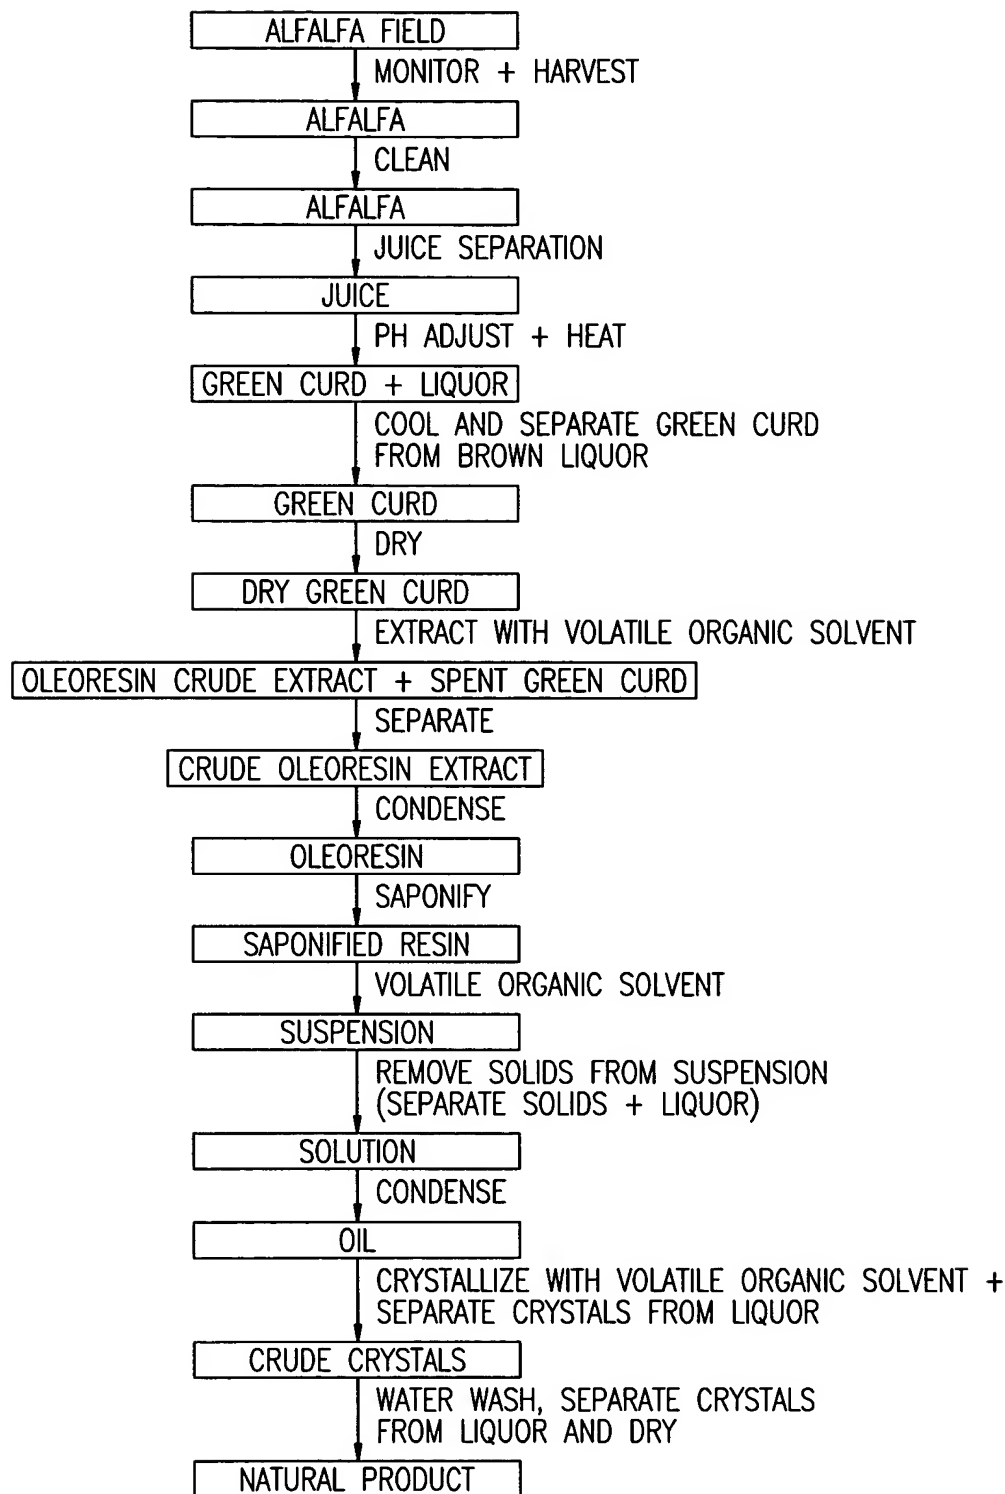 ALFALFA FIELD
MONITOR + HARVEST
ALFALFA
CLEAN
ALFALFA
JUICE SEPARATION
JUICE
PH ADJUST + HEAT
GREEN CURD + LIQUOR
COOL AND SEPARATE GREEN CURD
FROM BROWN LIQUOR
GREEN CURD
DRY
DRY GREEN CURD
EXTRACT WITH VOLATILE ORGANIC SOLVENT
OLEORESIN CRUDE EXTRACT + SPENT GREEN CURD
SEPARATE
CRUDE OLEORESIN EXTRACT
CONDENSE
OLEORESIN
SAPONIFY
SAPONIFIED RESIN
VOLATILE ORGANIC SOLVENT
SUSPENSION
REMOVE SOLIDS FROM SUSPENSION
(SEPARATE SOLIDS + LIQUOR)
SOLUTION
CONDENSE
OIL
CRYSTALLIZE WITH VOLATILE ORGANIC SOLVENT +
SEPARATE CRYSTALS FROM LIQUOR
CRUDE CRYSTALS
WATER WASH, SEPARATE CRYSTALS
FROM LIQUOR AND DRY
NATURAL PRODUCT